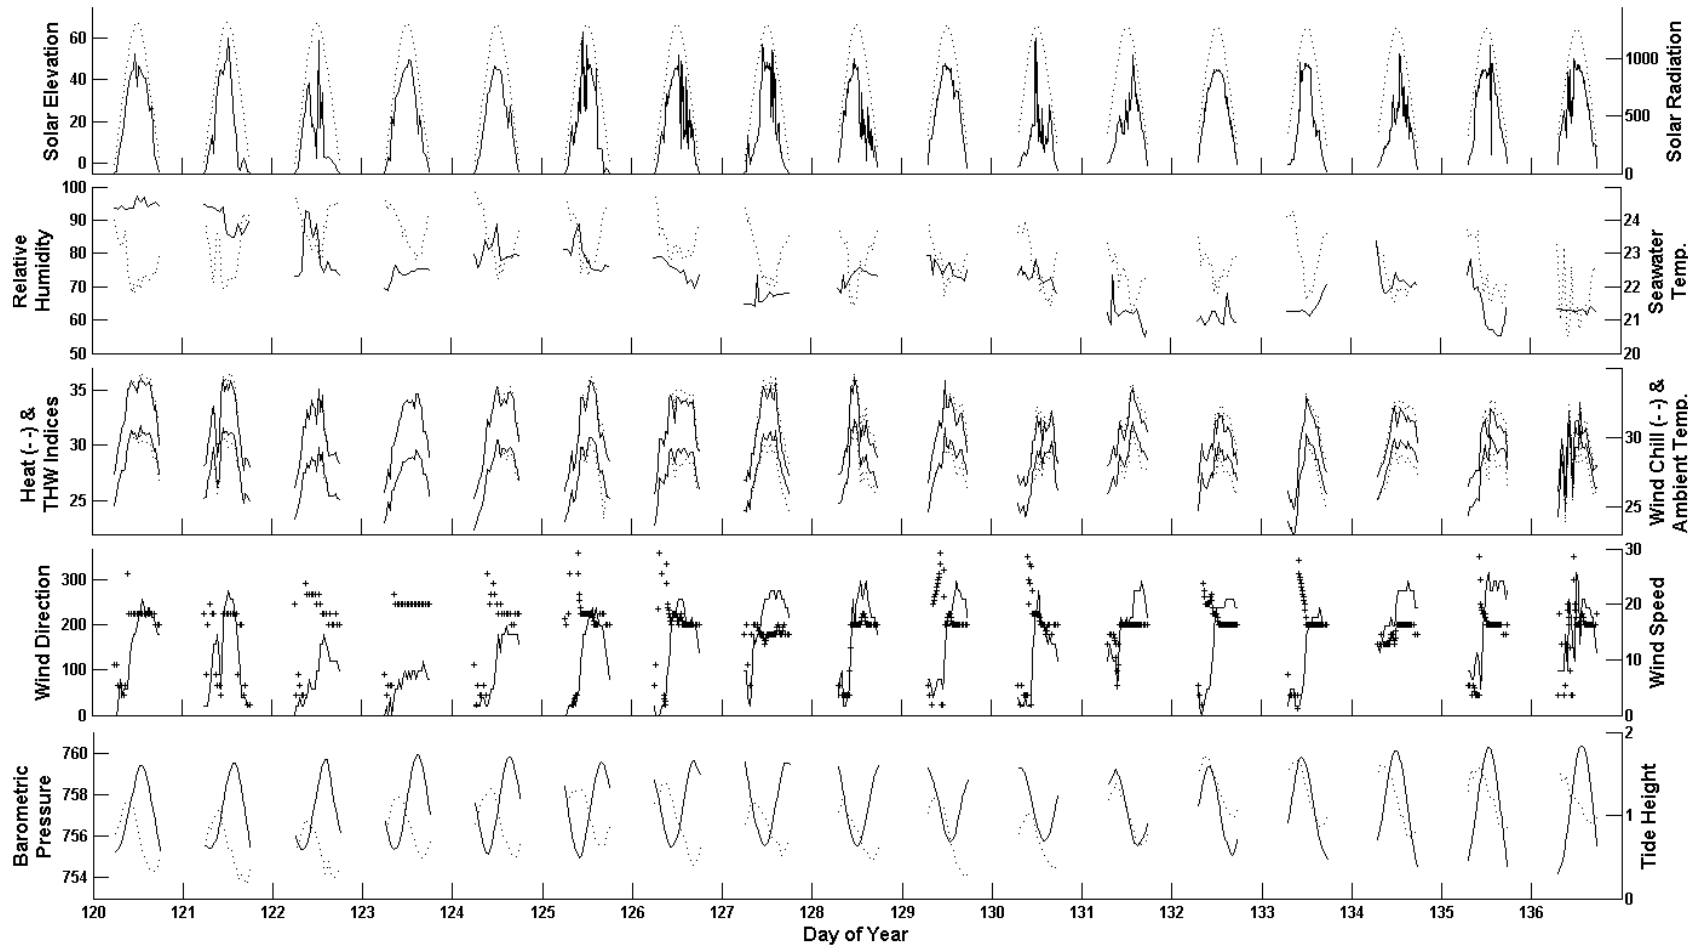 Solar Elevation
60
40
20
0
Solar Radiation
1000
500
0
Relative
Humidity
100
90
80
70
60
50
Seawater
Temp.
24
23
22
21
20
Heat (- -) &
THW Indices
35
30
25
Wind Chill (- -) &
Ambient Temp.
30
25
Wind Direction
300
200
100
0
Wind Speed
30
20
10
0
Barometric
Pressure
760
758
756
754
Tide Height
2
1
0
120 121 122 123 124 125 126 127 128 129 130 131 132 133 134 135 136
Day of Year